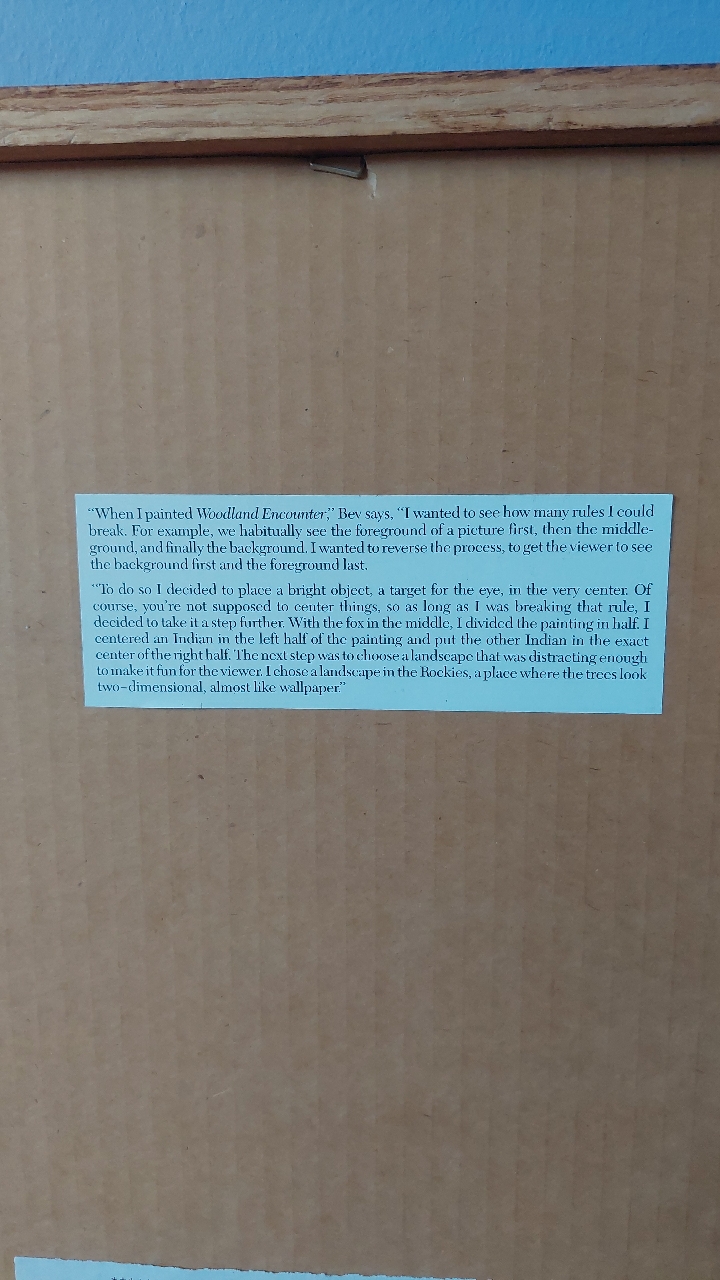 “When I painted Woodland Encounter,” Bev says, “I wanted to see how many rules I could
break. For example, we habitually see the foreground of a picture first, then the middle-
ground, and finally the background. I wanted to reverse the process, to get the viewer to see
the background first and the foreground last.
“To do so I decided to place a bright object, a target for the eye, in the very center. Of
course, you’re not supposed to center things, so as long as I was breaking that rule, I
decided to take it a step further. With the fox in the middle, I divided the painting in half. I
centered an Indian in the left half of the painting and put the other Indian in the exact
center of the right half. The next step was to choose a landscape that was distracting enough
to make it fun for the viewer. I chose a landscape in the Rockies, a place where the trees look
two-dimensional, almost like wallpaper.”